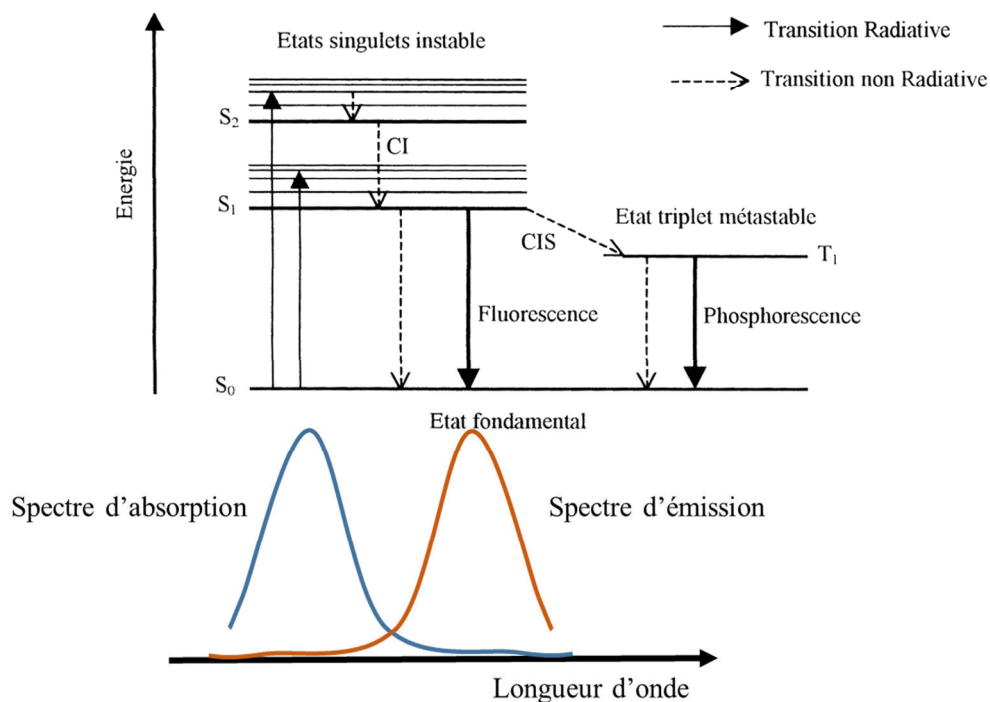 Etats singulets instable
Transition Radiative
Transition non Radiative
Energie
S2
CI
S1
CIS
Etat triplet métastable
T1
Fluorescence
Phosphorescence
S0
Etat fondamental
Spectre d’absorption
Spectre d’émission
Longueur d’onde